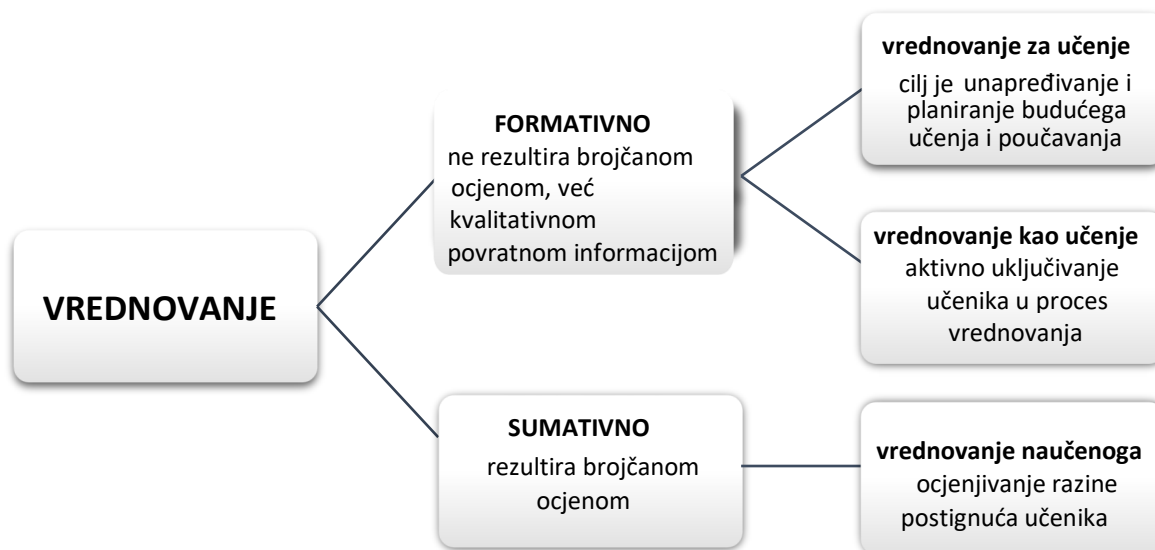 VREDNOVANJE
FORMATIVNO
ne rezultira brojčanom
ocjenom, već
kvalitativnom
povratnom informacijom
vrednovanje za učenje
cilj je unapređivanje i
planiranje budućega
učenja i poučavanja
vrednovanje kao učenje
aktivno uključivanje
učenika u proces
vrednovanja
SUMATIVNO
rezultira brojčanom
ocjenom
vrednovanje naučenoga
ocjenjivanje razine
postignuća učenika